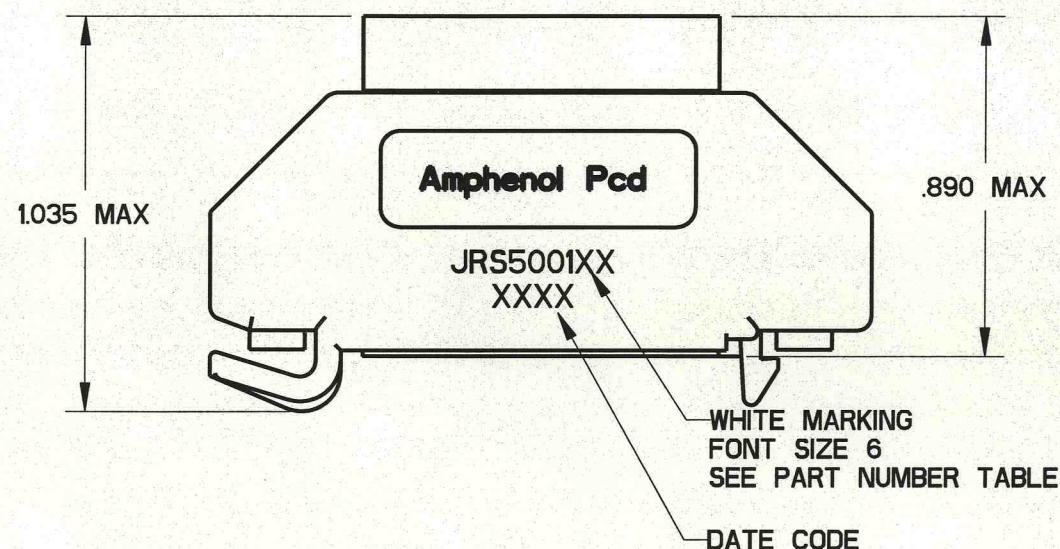 1.035 MAX
.890 MAX
Amphenol Pcd
JRS5001XX
XXXX
WHITE MARKING
FONT SIZE 6
SEE PART NUMBER TABLE
DATE CODE